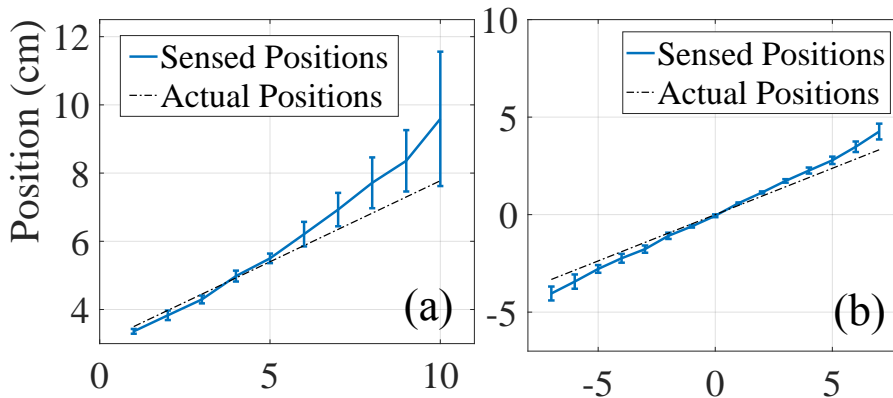 Position (cm)
12
10
8
6
4
0
5
10
Sensed Positions
Actual Positions
(a)
10
5
0
-5
-5
0
5
Sensed Positions
Actual Positions
(b)